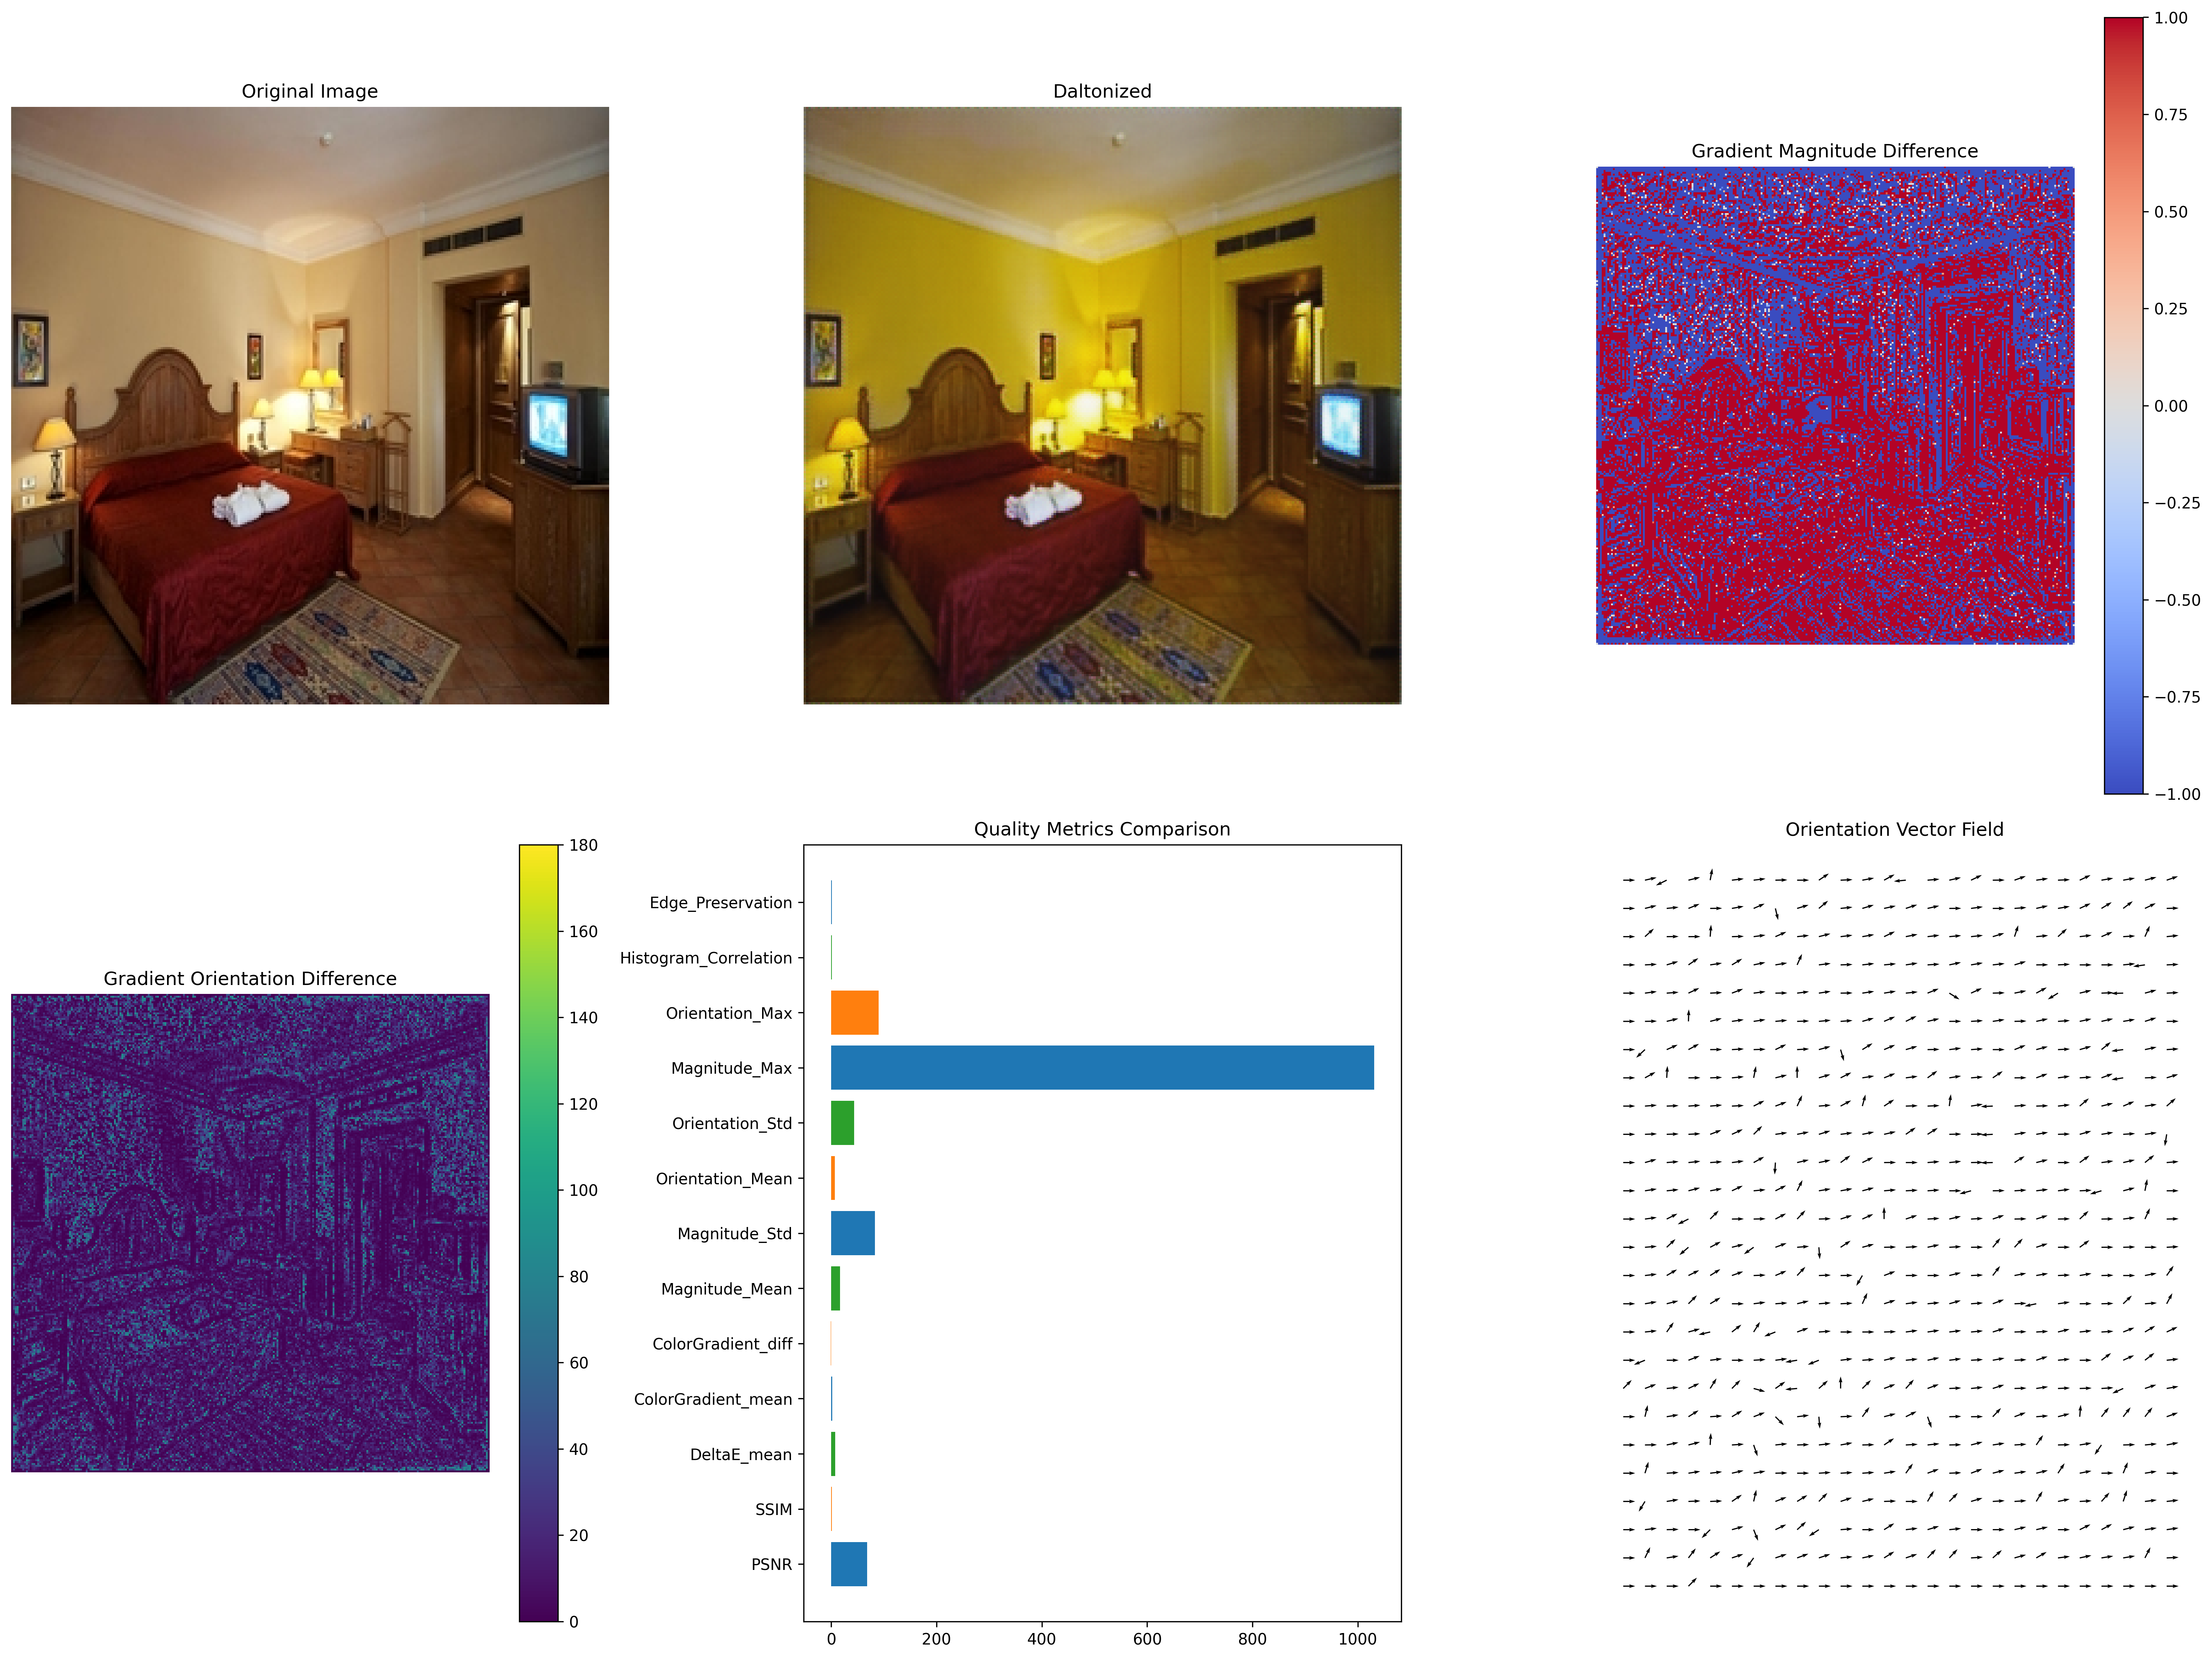 Original Image
Daltonized
Gradient Magnitude Difference
1.00
0.75
0.50
0.25
0.00
−0.25
−0.50
−0.75
−1.00
Gradient Orientation Difference
180
160
140
120
100
80
60
40
20
0
Quality Metrics Comparison
Edge_Preservation
Histogram_Correlation
Orientation_Max
Magnitude_Max
Orientation_Std
Orientation_Mean
Magnitude_Std
Magnitude_Mean
ColorGradient_diff
ColorGradient_mean
DeltaE_mean
SSIM
PSNR
0 200 400 600 800 1000
Orientation Vector Field